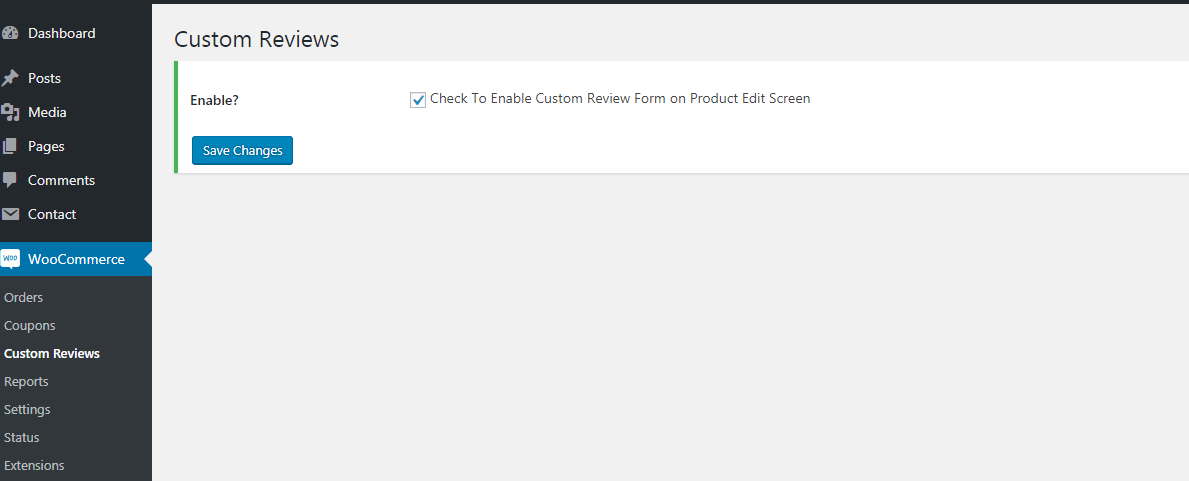 Dashboard
Posts
Media
Pages
Comments
Contact
Woo WooCommerce
Orders
Coupons
Custom Reviews
Reports
Settings
Status
Extensions
Custom Reviews
Enable?
Check To Enable Custom Review Form on Product Edit Screen
Save Changes